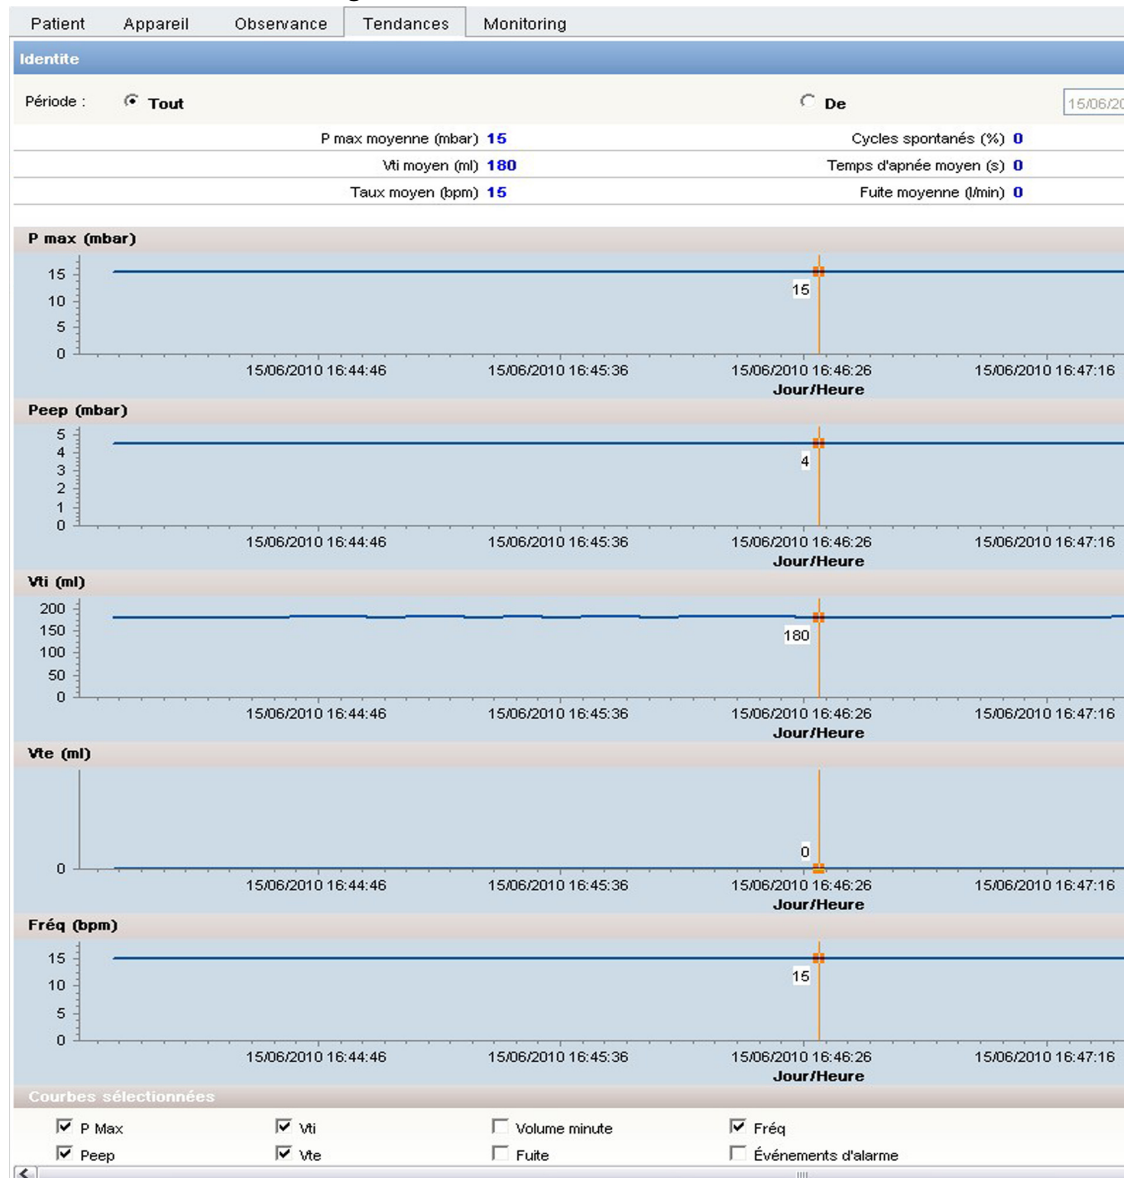 Patient Appareil Observance Tendances Monitoring
Identite
Période : Tout De 15/06/20
P max moyenne (mbar) 15 Cycles spontanés (%) 0
Vti moyen (ml) 180 Temps d'apnée moyen (s) 0
Taux moyen (bpm) 15 Fuite moyenne (l/min) 0
P max (mbar)
15
15
10
5
0
15/06/2010 16:44:46 15/06/2010 16:45:36 15/06/2010 16:46:26 15/06/2010 16:47:16
Jour/Heure
Peep (mbar)
5
4
4
3
2
1
0
15/06/2010 16:44:46 15/06/2010 16:45:36 15/06/2010 16:46:26 15/06/2010 16:47:16
Jour/Heure
Vti (ml)
200
150
180
100
50
0
15/06/2010 16:44:46 15/06/2010 16:45:36 15/06/2010 16:46:26 15/06/2010 16:47:16
Jour/Heure
Vte (ml)
0
0
15/06/2010 16:44:46 15/06/2010 16:45:36 15/06/2010 16:46:26 15/06/2010 16:47:16
Jour/Heure
Fréq (bpm)
15
15
10
5
0
15/06/2010 16:44:46 15/06/2010 16:45:36 15/06/2010 16:46:26 15/06/2010 16:47:16
Jour/Heure
Courbes sélectionnées
P Max Vti Volume minute Fréq
Peep Vte Fuite Événements d'alarme